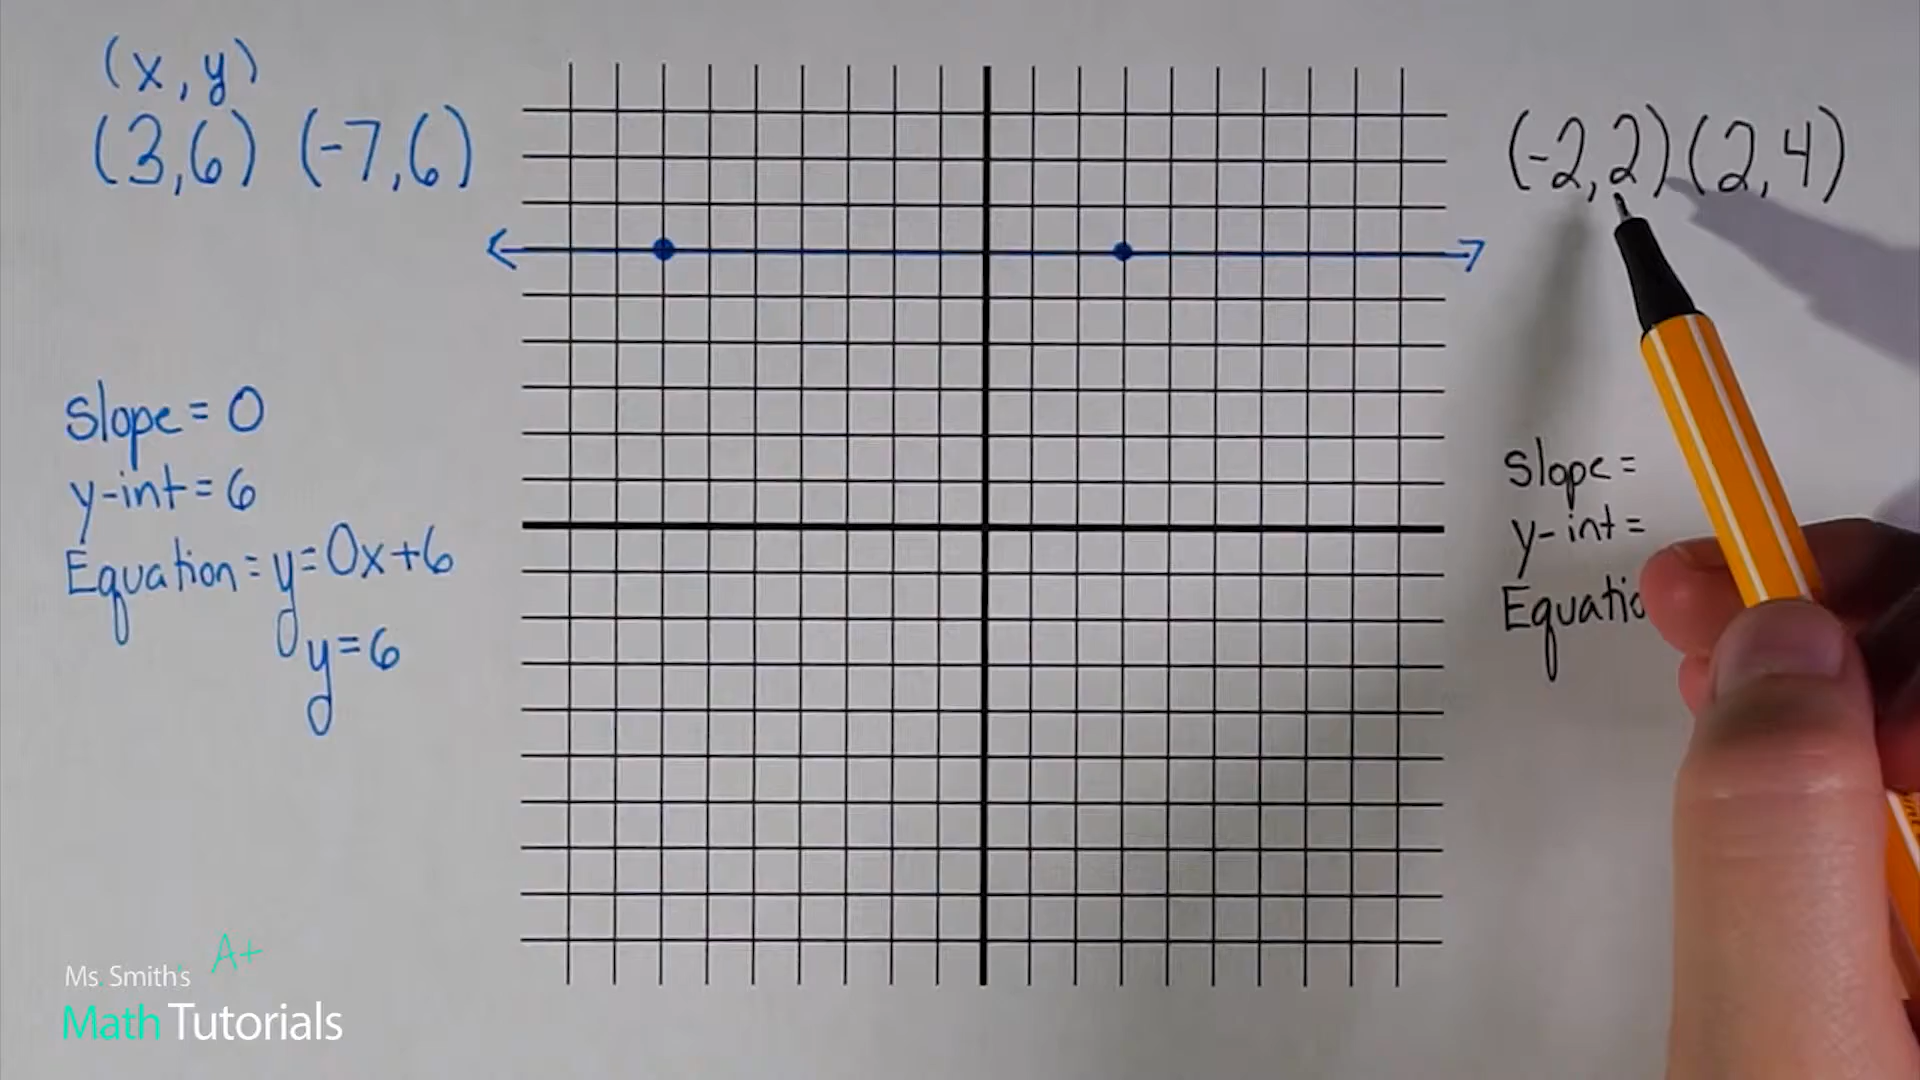 (x,y)
(3,6) (-7,6)
Slope = 0
y-int = 6
Equation = y=0x+6
y=6
(-2,2) (2,4)
Slope =
y-int =
Equatio
A+
Ms. Smith's
Math Tutorials